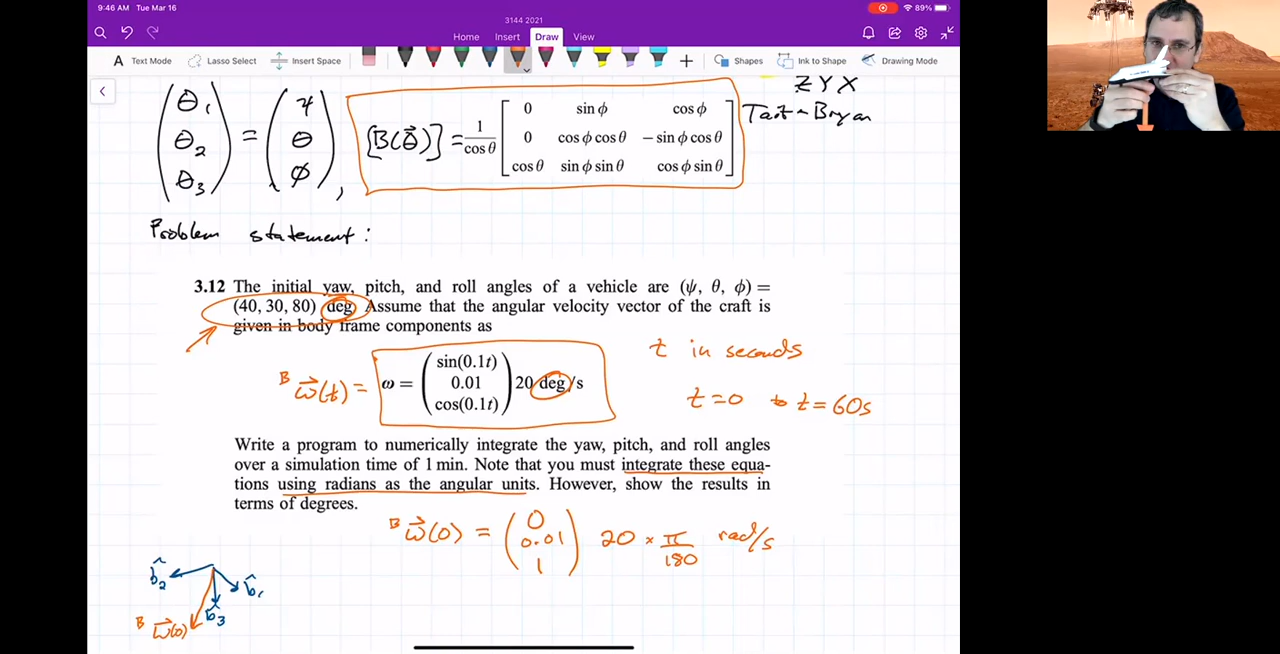 9:46 AM Tue Mar 16
89%
3144 2021
Home Insert Draw View
Text Mode Lasso Select Insert Space Shapes Ink to Shape Drawing Mode
Z Y X
Tait-Bryan
(θ₁ θ₂ θ₃) = (ψ θ φ),
[B(θ⃗)] = 1/cos θ [0 sin φ cos φ
0 cos φ cos θ − sin φ cos θ
cos θ sin φ sin θ cos φ sin θ]
Problem statement:
3.12 The initial yaw, pitch, and roll angles of a vehicle are (ψ, θ, φ) =
(40, 30, 80) deg Assume that the angular velocity vector of the craft is
given in body frame components as
t in seconds
ᴮω⃗(t) = ω = (sin(0.1t) 0.01 cos(0.1t)) 20 deg/s
t=0 to t=60s
Write a program to numerically integrate the yaw, pitch, and roll angles
over a simulation time of 1 min. Note that you must integrate these equa-
tions using radians as the angular units. However, show the results in
terms of degrees.
ᴮω⃗(0) = (0 0.01 1) 20 × π/180 rad/s
b̂₂
b̂₁
b̂₃
ᴮω⃗(0)